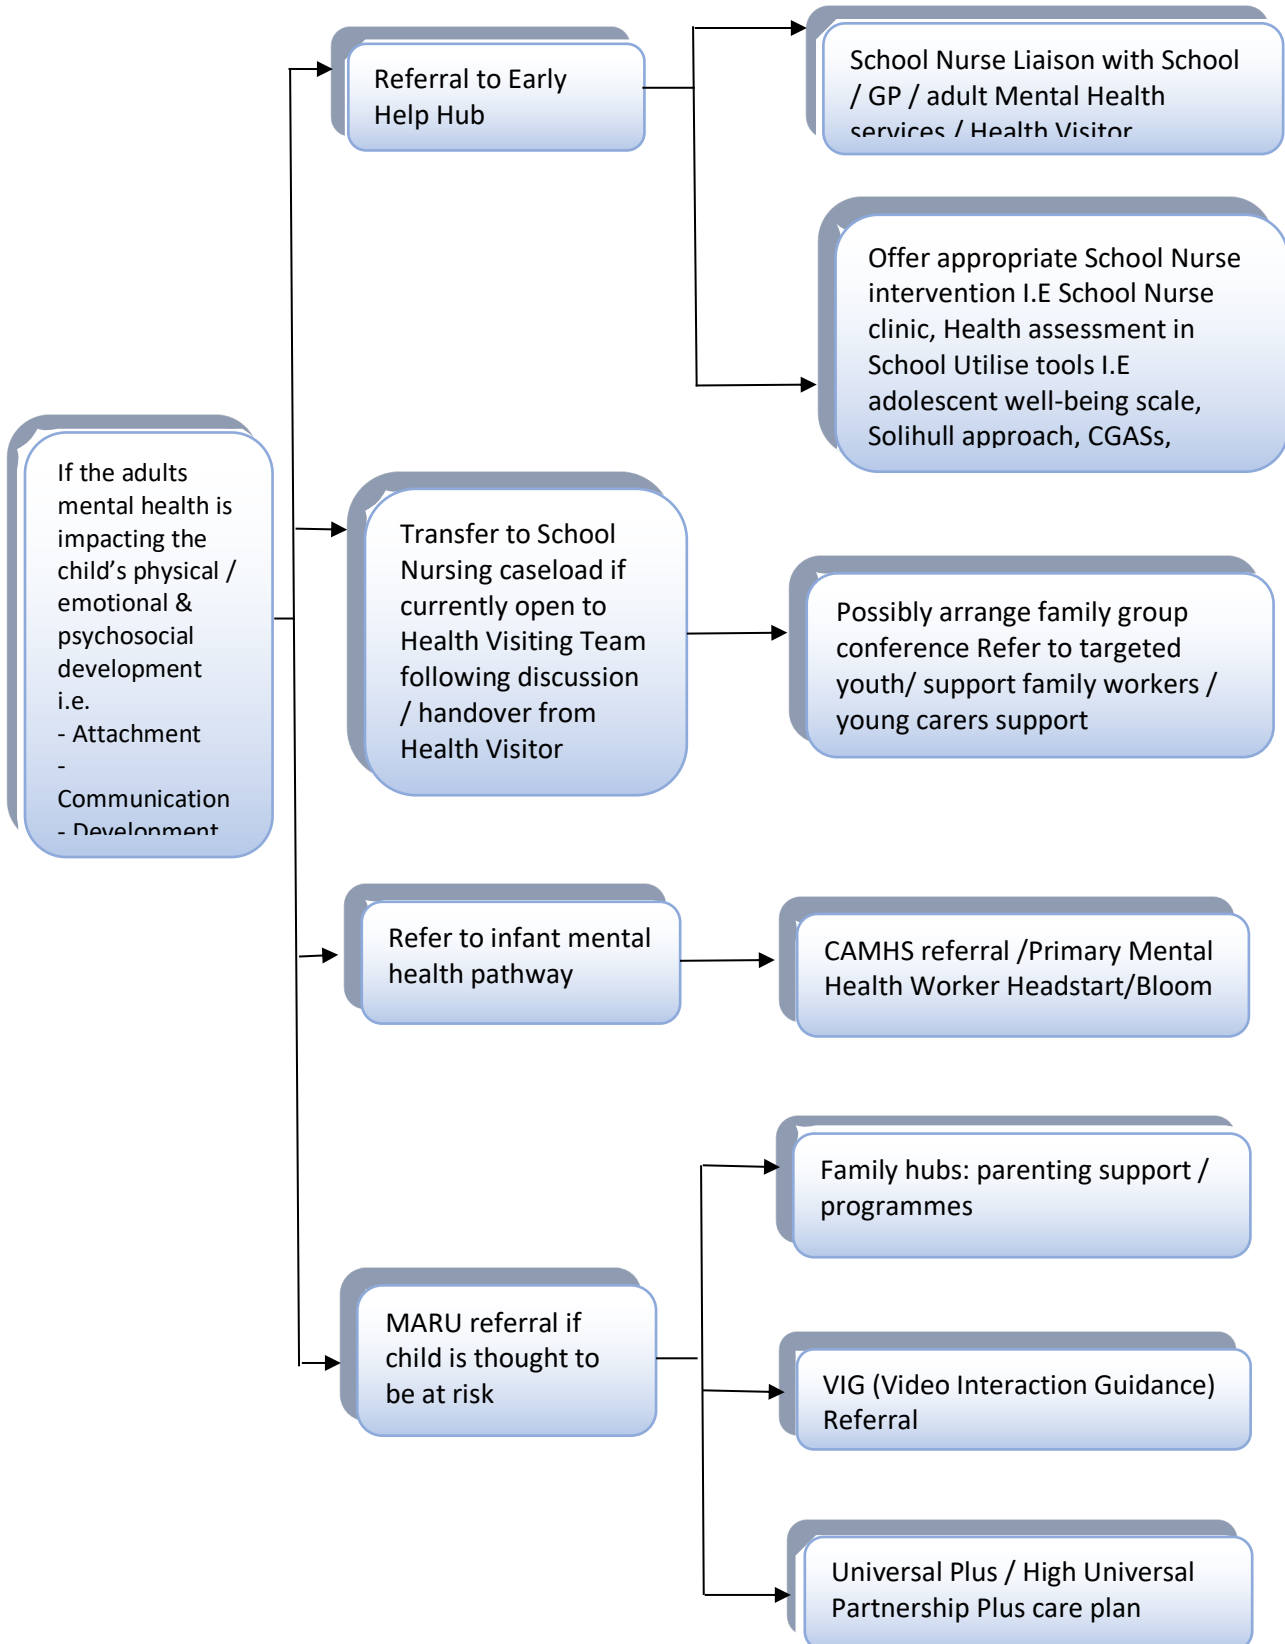 Referral to Early
Help Hub
School Nurse Liaison with School
/ GP / adult Mental Health
services / Health Visitor
Offer appropriate School Nurse
intervention I.E School Nurse
clinic, Health assessment in
School Utilise tools I.E
adolescent well-being scale,
Solihull approach, CGASs,
If the adults
mental health is
impacting the
child’s physical /
emotional &
psychosocial
development
i.e.
- Attachment
-
Communication
- Development
Transfer to School
Nursing caseload if
currently open to
Health Visiting Team
following discussion
/ handover from
Health Visitor
Possibly arrange family group
conference Refer to targeted
youth/ support family workers /
young carers support
Refer to infant mental
health pathway
CAMHS referral /Primary Mental
Health Worker Headstart/Bloom
Family hubs: parenting support /
programmes
MARU referral if
child is thought to
be at risk
VIG (Video Interaction Guidance)
Referral
Universal Plus / High Universal
Partnership Plus care plan